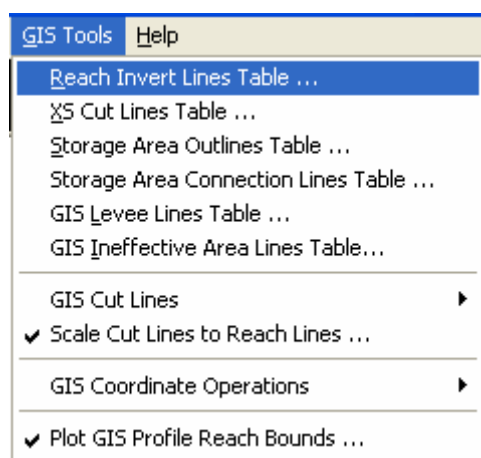 GIS Tools Help
Reach Invert Lines Table ...
XS Cut Lines Table ...
Storage Area Outlines Table ...
Storage Area Connection Lines Table ...
GIS Levee Lines Table ...
GIS Ineffective Area Lines Table...
GIS Cut Lines
Scale Cut Lines to Reach Lines ...
GIS Coordinate Operations
Plot GIS Profile Reach Bounds ...